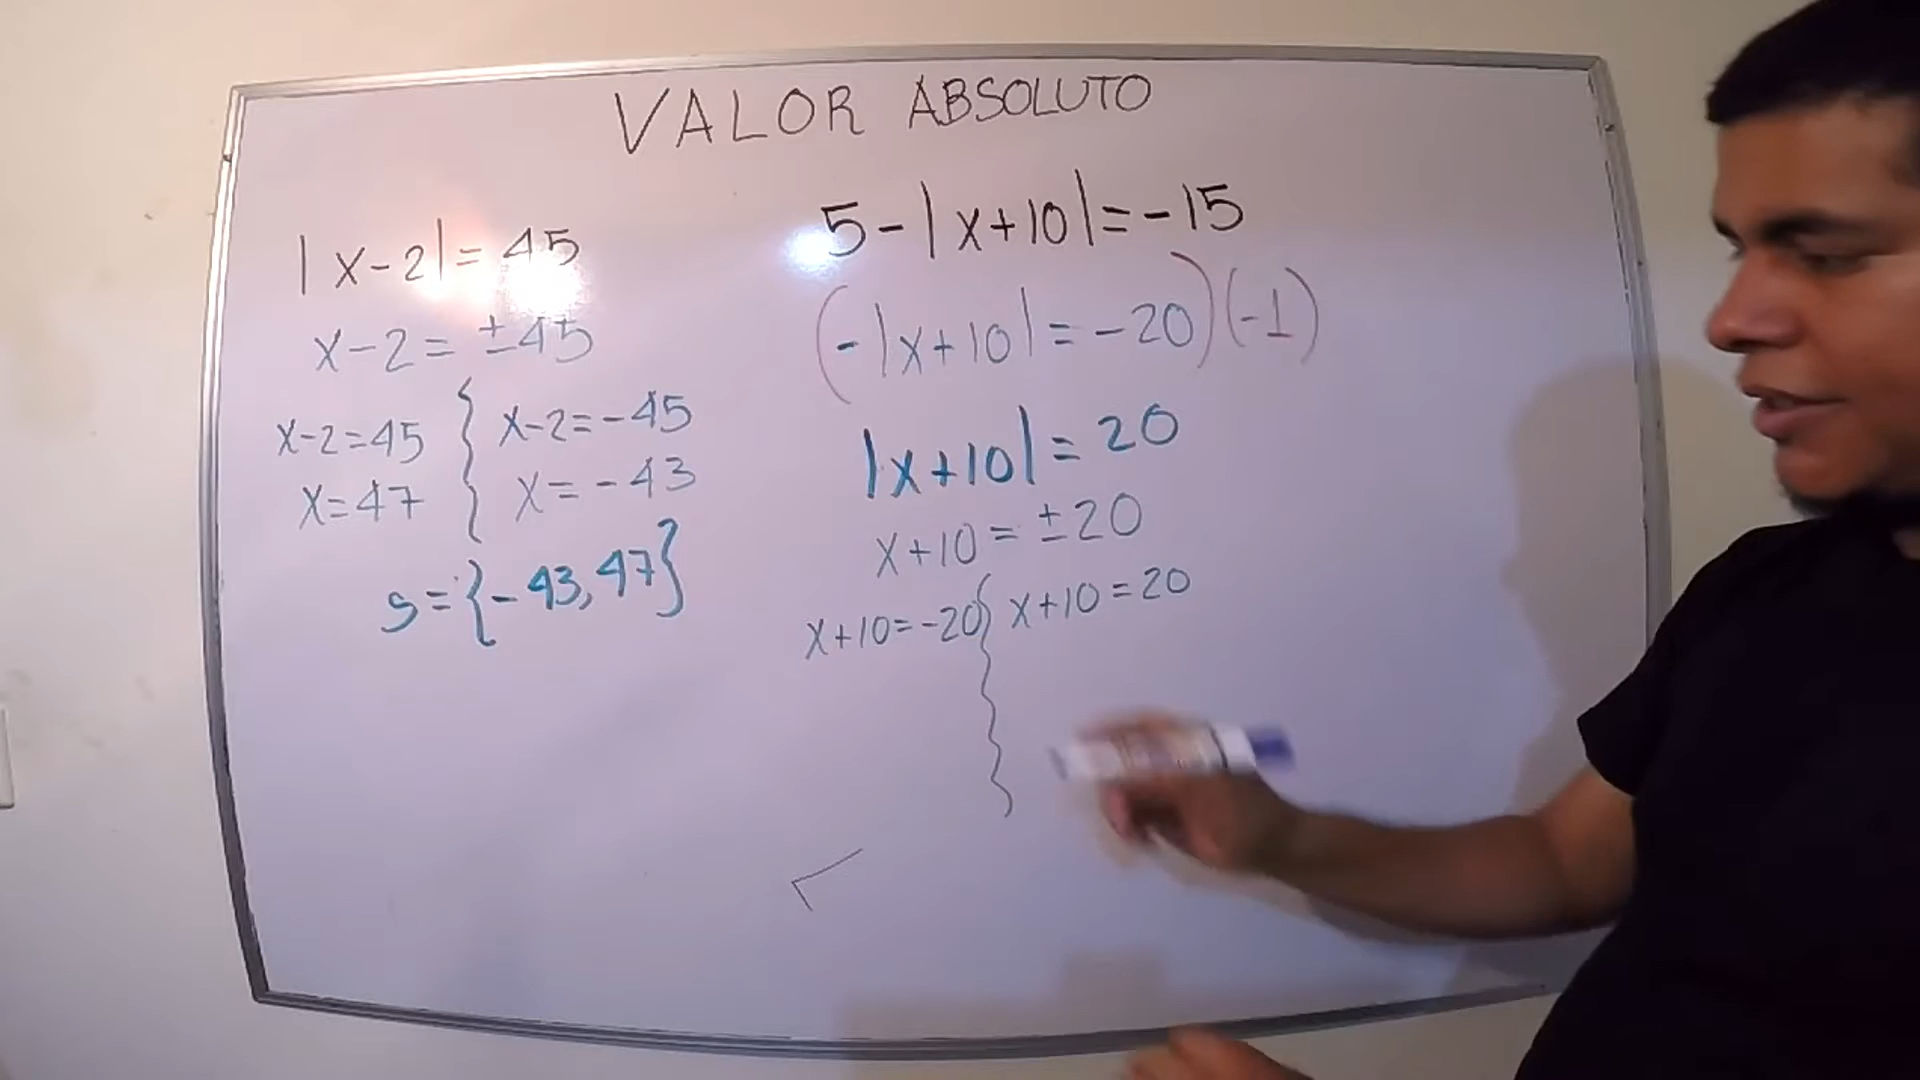 VALOR ABSOLUTO
|x-2|=45
x-2=±45
x-2=45 { x-2=-45
x=47 { x=-43
S={-43,47}
5-|x+10|=-15
(-|x+10|=-20)(-1)
|x+10|=20
x+10=±20
x+10=-20 { x+10=20